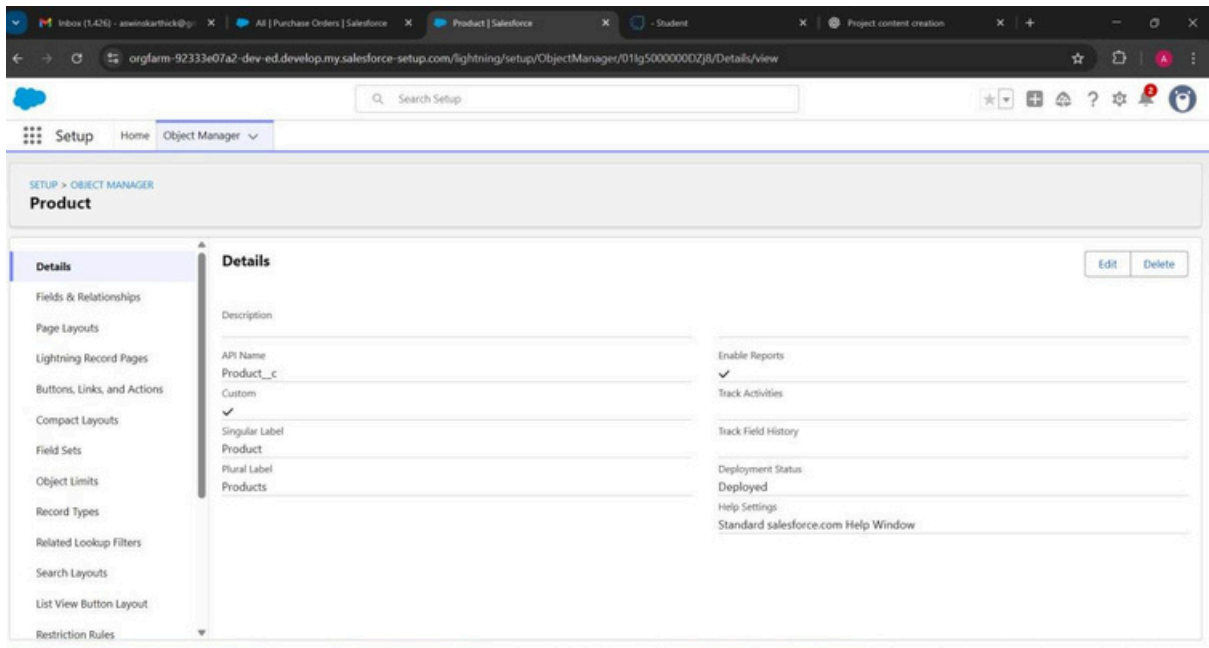 Inbox (1,426) - aswinskarthick@g
All | Purchase Orders | Salesforce
Product | Salesforce
- Student
Project content creation
orgfarm-92333e07a2-dev-ed.develop.my.salesforce-setup.com/lightning/setup/ObjectManager/01Ig5000000DZj8/Details/view
A
Search Setup
2
Setup
Home
Object Manager
SETUP > OBJECT MANAGER
Product
Details
Fields & Relationships
Page Layouts
Lightning Record Pages
Buttons, Links, and Actions
Compact Layouts
Field Sets
Object Limits
Record Types
Related Lookup Filters
Search Layouts
List View Button Layout
Restriction Rules
Details
Edit
Delete
Description
API Name
Product__c
Custom
Singular Label
Product
Plural Label
Products
Enable Reports
Track Activities
Track Field History
Deployment Status
Deployed
Help Settings
Standard salesforce.com Help Window